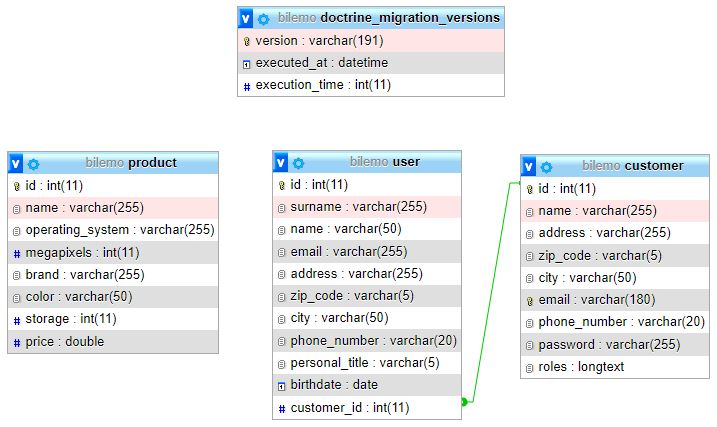 bilemo doctrine_migration_versions
version : varchar(191)
executed_at : datetime
execution_time : int(11)
bilemo product
id : int(11)
name : varchar(255)
operating_system : varchar(255)
megapixels : int(11)
brand : varchar(255)
color : varchar(50)
storage : int(11)
price : double
bilemo user
id : int(11)
surname : varchar(255)
name : varchar(50)
email : varchar(255)
address : varchar(255)
zip_code : varchar(5)
city : varchar(50)
phone_number : varchar(20)
personal_title : varchar(5)
birthdate : date
customer_id : int(11)
bilemo customer
id : int(11)
name : varchar(255)
address : varchar(255)
zip_code : varchar(5)
city : varchar(50)
email : varchar(180)
phone_number : varchar(20)
password : varchar(255)
roles : longtext